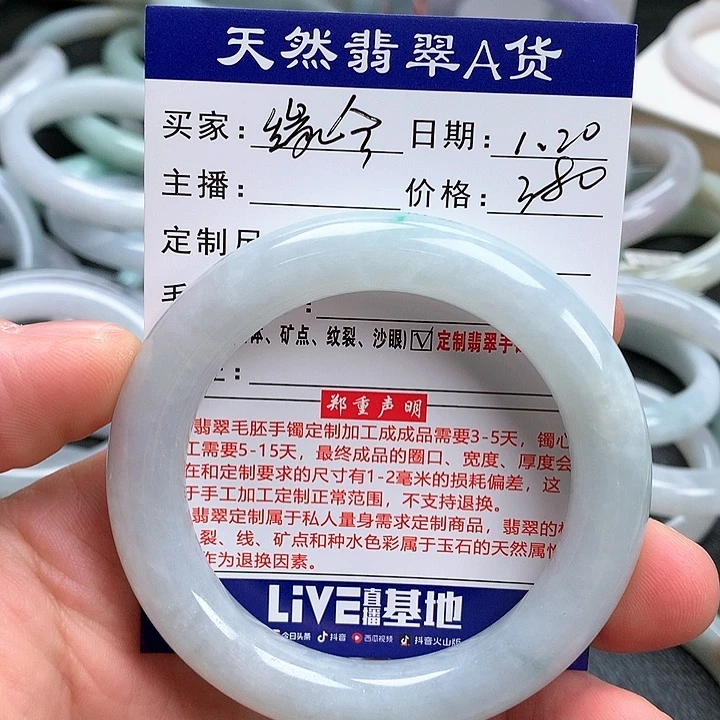 天然翡翠A货
买家: 缘 日期: 1.20
主播: 价格: 380
定制尺
手 :
体、矿点、纹裂、沙眼) ☑ 定制翡翠手
:
郑重声明
翡翠毛胚手镯定制加工成成品需要3-5天，镯心
工需要5-15天，最终成品的圈口、宽度、厚度会
在和定制要求的尺寸有1-2毫米的损耗偏差，这
于手工加工定制正常范围，不支持退换。
翡翠定制属于私人量身需求定制商品，翡翠的
裂、线、矿点和种水色彩属于玉石的天然属性
作为退换因素。
LiVE直播基地
今日头条 抖音 西瓜视频 抖音火山版